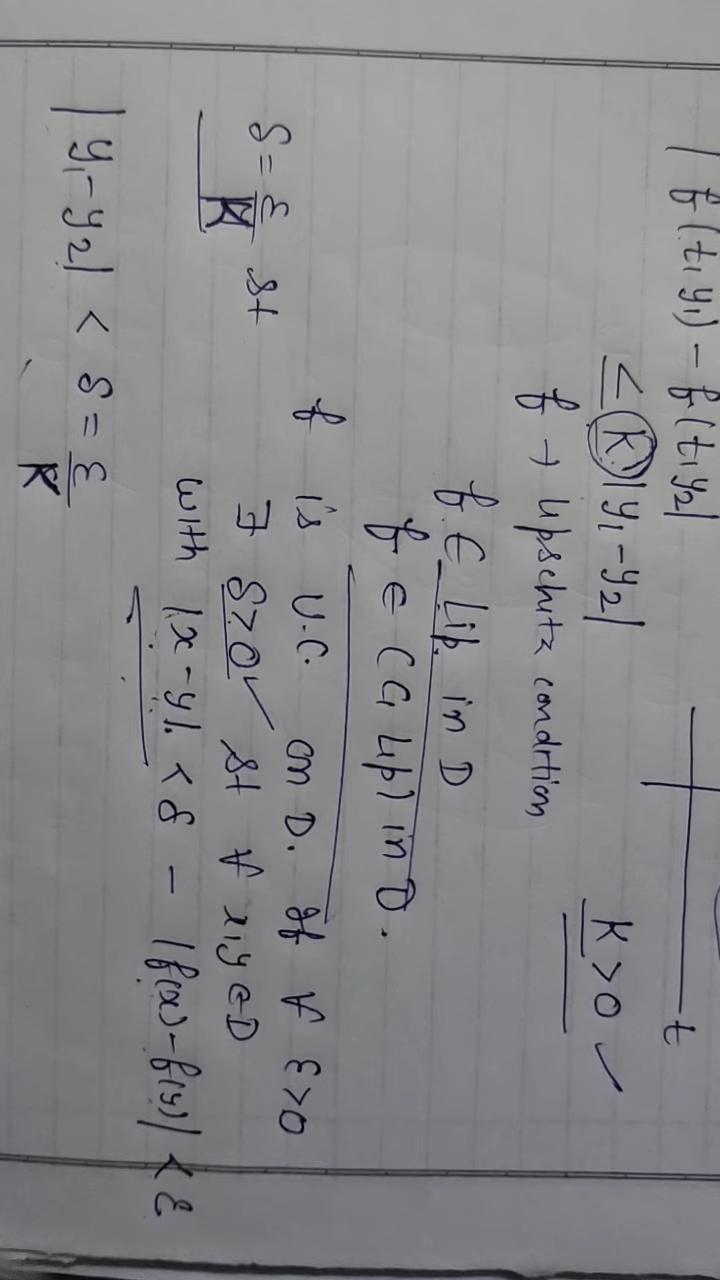 | f(t,y₁) - f(t,y₂)|
≤ K |y₁-y₂|
t
K>0 ✓
f → Lipschitz condition
f ∈ Lip in D
f ∈ (C, Lip) in D.
f is U.C. on D. If ∀ ε>0
δ = ε/K st
∃ δ>0 ✓ st ∀ x,y ∈ D
with |x-y| < δ - |f(x)-f(y)| < ε
|y₁-y₂| < δ = ε/K